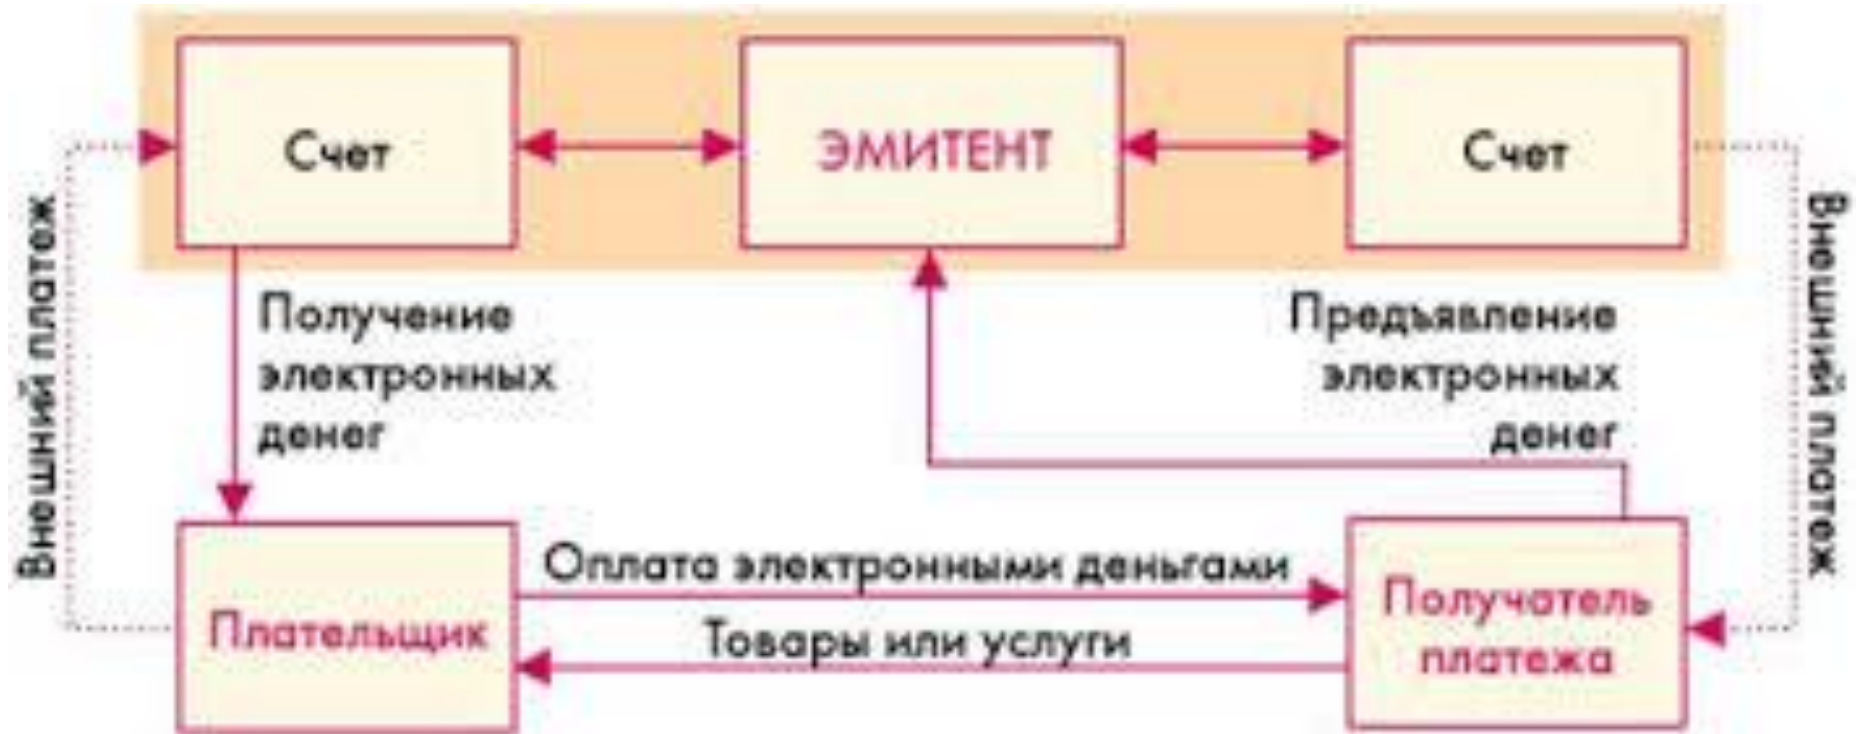 Счет
ЭМИТЕНТ
Счет
Внешний платеж
Получение
электронных
денег
Предъявление
электронных
денег
Внешний платеж
Плательщик
Оплата электронными деньгами
Товары или услуги
Получатель
платежа